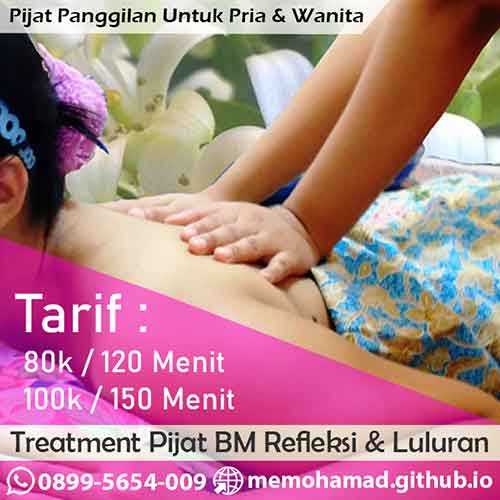 Pijat Panggilan Untuk Pria & Wanita
Tarif :
80k / 120 Menit
100k / 150 Menit
Treatment Pijat BM Refleksi & Luluran
0899-5654-009 memohamad.github.io